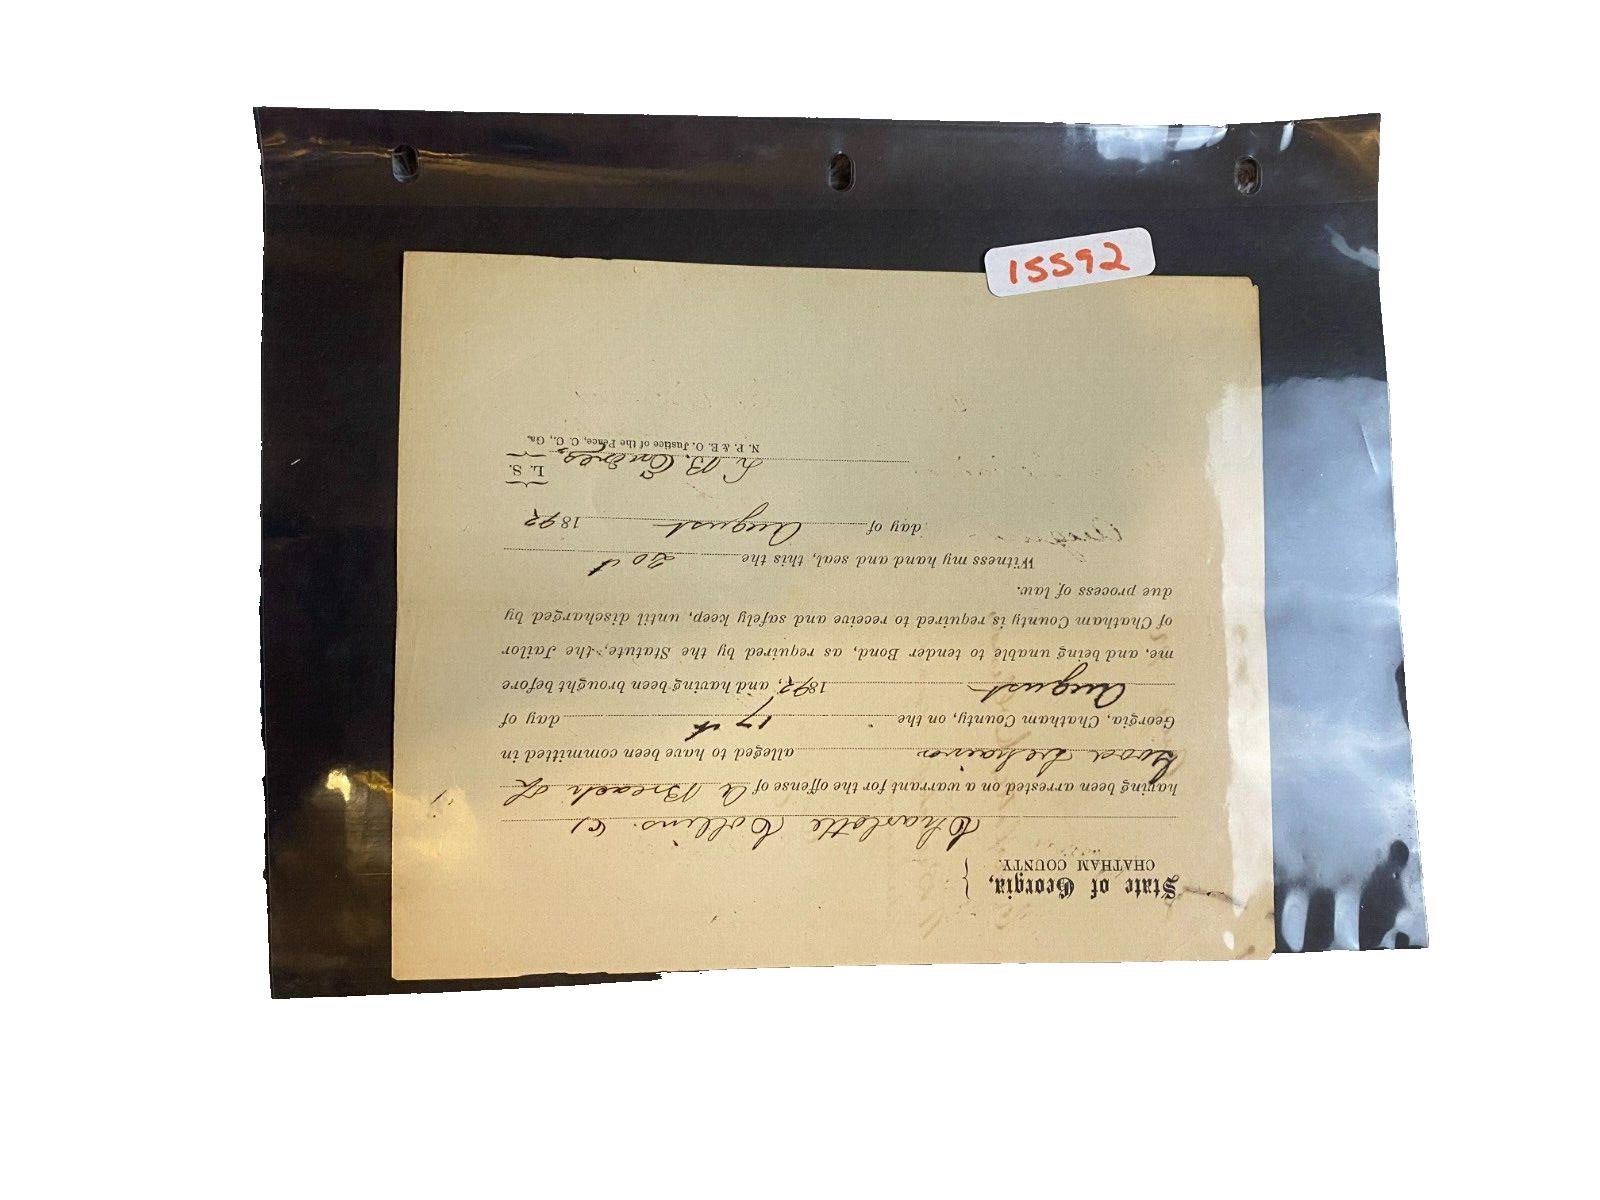 15592
State of Georgia,
CHATHAM COUNTY.
Charlotte Collins (c)
having been arrested on a warrant for the offense of A Breach of
Good Behavior alleged to have been committed in
Georgia, Chatham County, on the 17th day of
August 1892, and having been brought before
me, and being unable to tender Bond, as required by the Statute, the Jailor
of Chatham County is required to receive and safely keep, until discharged by
due process of law.
Witness my hand and seal, this the 20th
day of August 1892
L. S.
N. P. & E. O. Justice of the Peace, C. C., Ga.